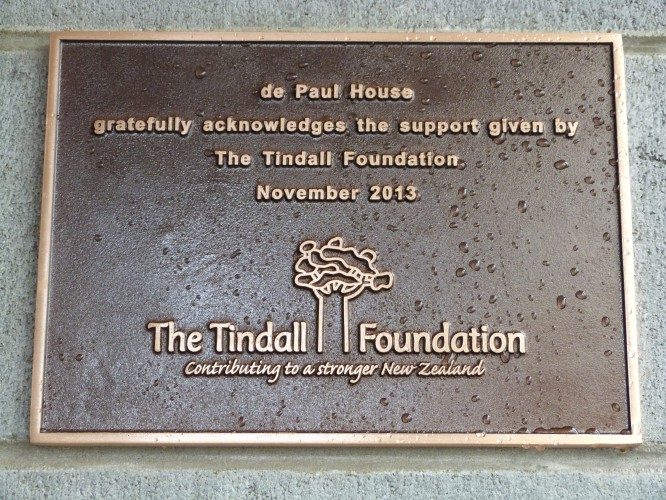 de Paul House
gratefully acknowledges the support given by
The Tindall Foundation
November 2013
The Tindall Foundation
Contributing to a stronger New Zealand